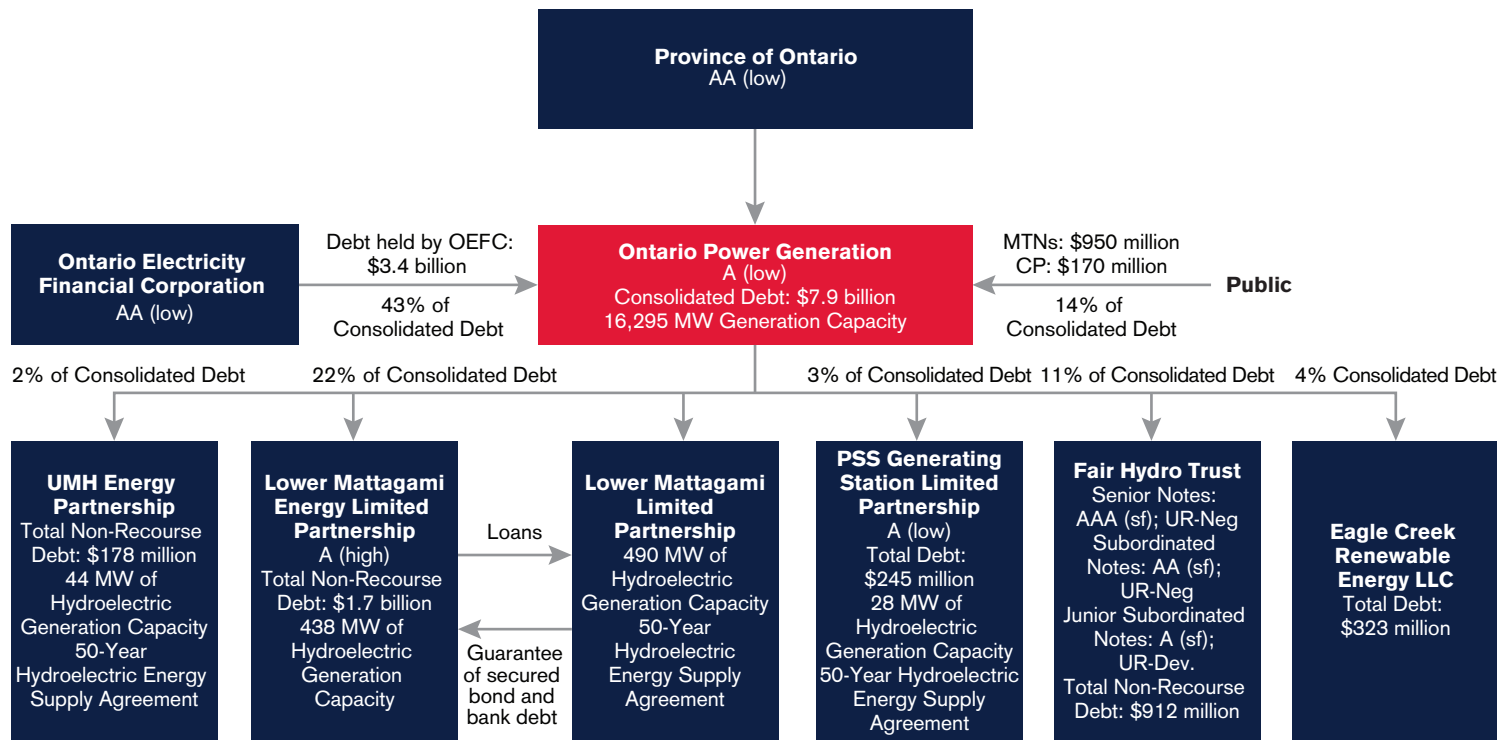 Province of Ontario
AA (low)
Ontario Electricity
Financial Corporation
AA (low)
Debt held by OEFC:
$3.4 billion
43% of
Consolidated Debt
Ontario Power Generation
A (low)
Consolidated Debt: $7.9 billion
16,295 MW Generation Capacity
MTNs: $950 million
CP: $170 million
14% of
Consolidated Debt
Public
2% of Consolidated Debt
22% of Consolidated Debt
3% of Consolidated Debt
11% of Consolidated Debt
4% Consolidated Debt
UMH Energy
Partnership
Total Non-Recourse
Debt: $178 million
44 MW of
Hydroelectric
Generation Capacity
50-Year
Hydroelectric Energy
Supply Agreement
Lower Mattagami
Energy Limited
Partnership
A (high)
Total Non-Recourse
Debt: $1.7 billion
438 MW of
Hydroelectric
Generation
Capacity
Loans
Guarantee
of secured
bond and
bank debt
Lower Mattagami
Limited
Partnership
490 MW of
Hydroelectric
Generation Capacity
50-Year
Hydroelectric
Energy Supply
Agreement
PSS Generating
Station Limited
Partnership
A (low)
Total Debt:
$245 million
28 MW of
Hydroelectric
Generation Capacity
50-Year Hydroelectric
Energy Supply
Agreement
Fair Hydro Trust
Senior Notes:
AAA (sf); UR-Neg
Subordinated
Notes: AA (sf);
UR-Neg
Junior Subordinated
Notes: A (sf);
UR-Dev.
Total Non-Recourse
Debt: $912 million
Eagle Creek
Renewable
Energy LLC
Total Debt:
$323 million